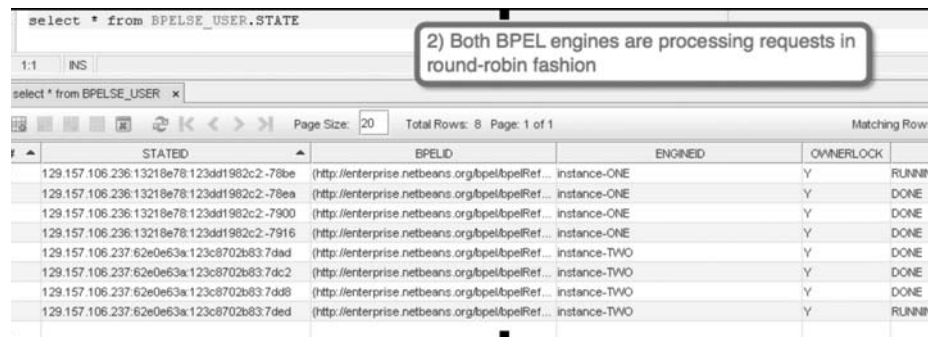 select * from BPELSE_USER.STATE
2) Both BPEL engines are processing requests in
round-robin fashion
1:1 INS
select * from BPELSE_USER x
Page Size: 20 Total Rows: 8 Page: 1 of 1 Matching Row
# STATEID BPELID ENGINEID OWNERLOCK
129.157.106.236:13218e78:123dd1982c2:-78be {http://enterprise.netbeans.org/bpel/bpelRef... instance-ONE Y RUNNIN
129.157.106.236:13218e78:123dd1982c2:-78ea {http://enterprise.netbeans.org/bpel/bpelRef... instance-ONE Y DONE
129.157.106.236:13218e78:123dd1982c2:-7900 {http://enterprise.netbeans.org/bpel/bpelRef... instance-ONE Y DONE
129.157.106.236:13218e78:123dd1982c2:-7916 {http://enterprise.netbeans.org/bpel/bpelRef... instance-ONE Y DONE
129.157.106.237:62e0e63a:123c8702b83:7dad {http://enterprise.netbeans.org/bpel/bpelRef... instance-TWO Y DONE
129.157.106.237:62e0e63a:123c8702b83:7dc2 {http://enterprise.netbeans.org/bpel/bpelRef... instance-TWO Y DONE
129.157.106.237:62e0e63a:123c8702b83:7dd8 {http://enterprise.netbeans.org/bpel/bpelRef... instance-TWO Y DONE
129.157.106.237:62e0e63a:123c8702b83:7ded {http://enterprise.netbeans.org/bpel/bpelRef... instance-TWO Y RUNNIN